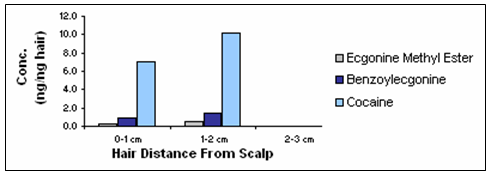 12.0
10.0
8.0
6.0
4.0
2.0
0.0
Conc.
(ng/ng hair)
0-1 cm
1-2 cm
2-3 cm
Hair Distance From Scalp
Ecgonine Methyl Ester
Benzoylecgonine
Cocaine